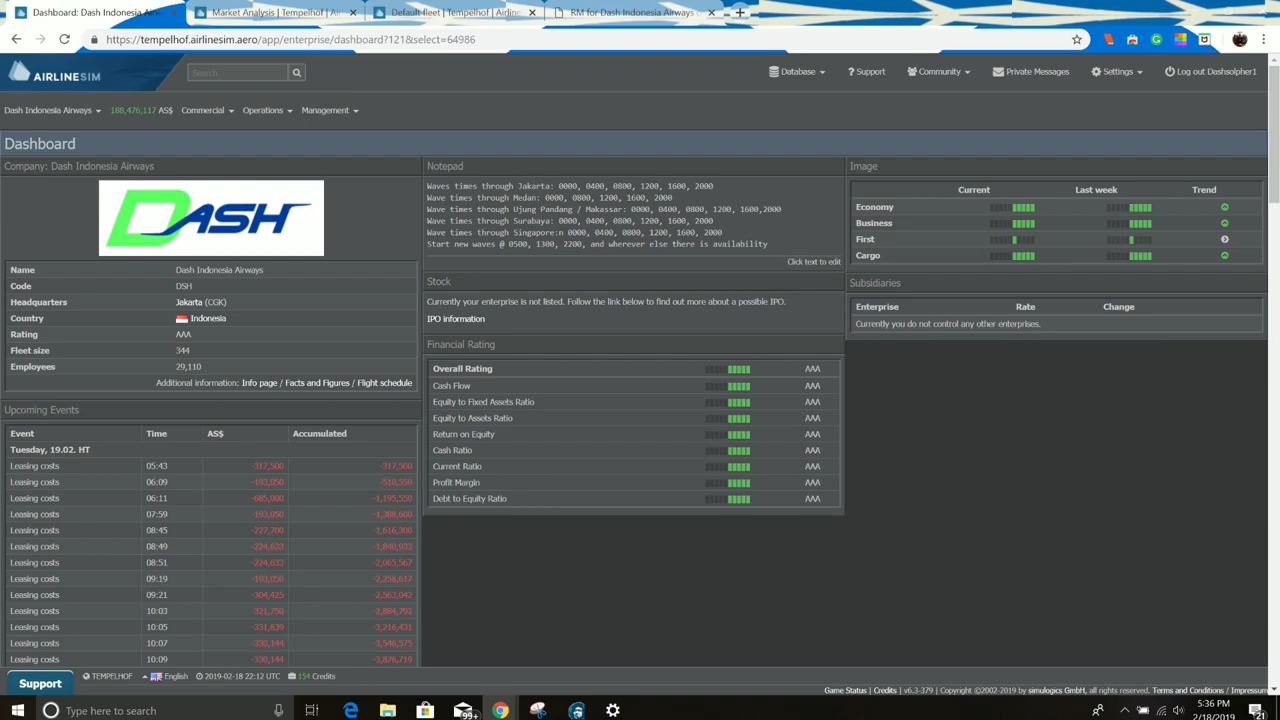 Dashboard: Dash Indonesia Airw
Market Analysis | Tempelhof | Ai
Default fleet | Tempelhof | Airline
RM for Dash Indonesia Airways
https://tempelhof.airlinesim.aero/app/enterprise/dashboard?121&select=64986
AIRLINESIM
Search
Database
? Support
Community
Private Messages
Settings
Log out Dashsolpher1
Dash Indonesia Airways
188,476,117 AS$
Commercial
Operations
Management
Dashboard
Company: Dash Indonesia Airways
DASH
Name Dash Indonesia Airways
Code DSH
Headquarters Jakarta (CGK)
Country Indonesia
Rating AAA
Fleet size 344
Employees 29,110
Additional information: Info page / Facts and Figures / Flight schedule
Upcoming Events
Event Time AS$ Accumulated
Tuesday, 19.02. HT
Leasing costs 05:43 -317,500 -317,500
Leasing costs 06:09 -193,050 -510,550
Leasing costs 06:11 -685,000 -1,195,550
Leasing costs 07:59 -193,050 -1,388,600
Leasing costs 08:45 -227,700 -1,616,300
Leasing costs 08:49 -224,633 -1,840,933
Leasing costs 08:51 -224,633 -2,065,567
Leasing costs 09:19 -193,050 -2,258,617
Leasing costs 09:21 -304,425 -2,563,042
Leasing costs 10:03 -321,750 -2,884,792
Leasing costs 10:05 -331,639 -3,216,431
Leasing costs 10:07 -330,144 -3,546,575
Leasing costs 10:09 -330,144 -3,876,719
Notepad
Waves times through Jakarta: 0000, 0400, 0800, 1200, 1600, 2000
Wave times through Medan: 0000, 0800, 1200, 1600, 2000
Wave times through Ujung Pandang / Makassar: 0000, 0400, 0800, 1200, 1600,2000
Wave times through Surabaya: 0000, 0400, 0800, 1200, 1600, 2000
Wave times through Singapore:n 0000, 0400, 0800, 1200, 1600, 2000
Start new waves @ 0500, 1300, 2200, and wherever else there is availability
Click text to edit
Stock
Currently your enterprise is not listed. Follow the link below to find out more about a possible IPO.
IPO information
Financial Rating
Overall Rating AAA
Cash Flow AAA
Equity to Fixed Assets Ratio AAA
Equity to Assets Ratio AAA
Return on Equity AAA
Cash Ratio AAA
Current Ratio AAA
Profit Margin AAA
Debt to Equity Ratio AAA
Image
Current Last week Trend
Economy
Business
First
Cargo
Subsidiaries
Enterprise Rate Change
Currently you do not control any other enterprises.
Support
TEMPELHOF
English
2019-02-18 22:12 UTC
154 Credits
Game Status | Credits | v6.3-379 | Copyright ©2002-2019 by simulogics GmbH, all rights reserved. Terms and Conditions / Impressum
Type here to search
99+
5:36 PM
2/18/2019
21